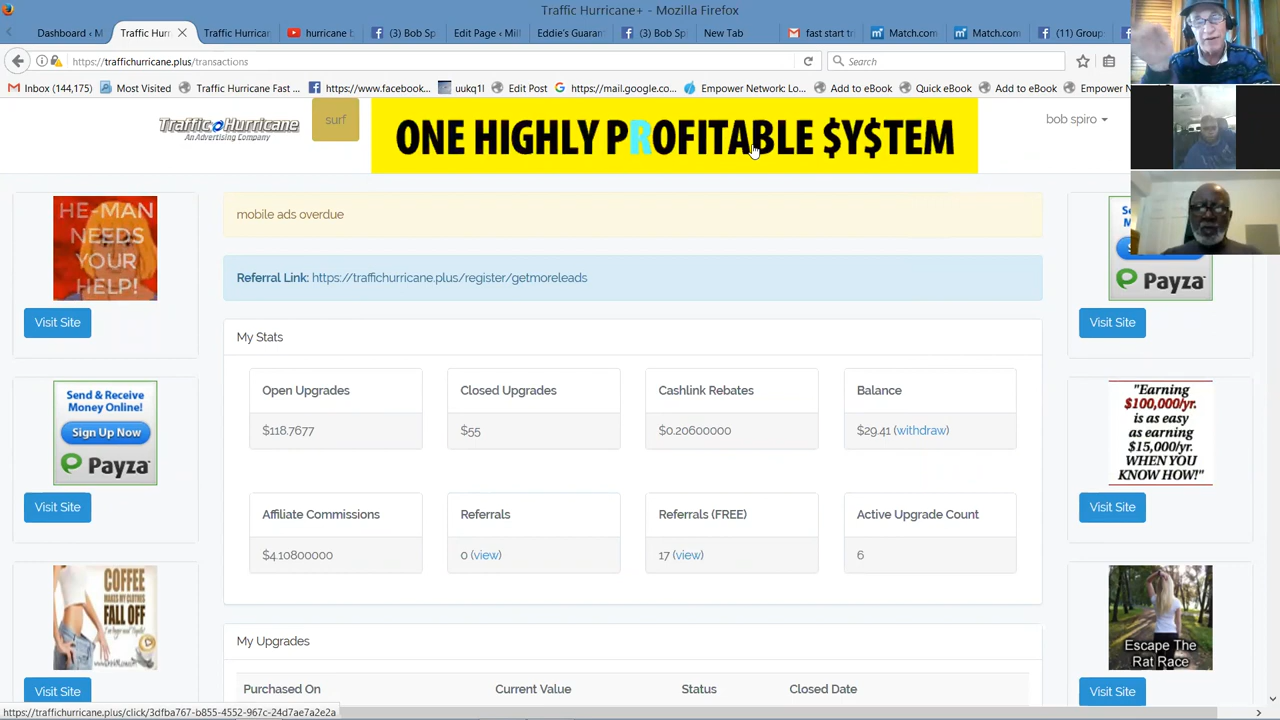 Traffic Hurricane+ - Mozilla Firefox
Dashboard ‹ M
Traffic Hurr
Traffic Hurrican
hurricane b
(3) Bob Sp
Edit Page ‹ Mill
Eddie's Guaran
(3) Bob Sp
New Tab
fast start tr
Match.com
Match.com
(11) Group
https://traffichurricane.plus/transactions
Search
Inbox (144,175)
Most Visited
Traffic Hurricane Fast ...
https://www.facebook...
uukq1l
Edit Post
https://mail.google.co...
Empower Network: Lo...
Add to eBook
Quick eBook
Add to eBook
Empower N
Traffic Hurricane
An Advertising Company
surf
ONE HIGHLY PROFITABLE $Y$TEM
bob spiro
HE-MAN
NEEDS
YOUR
HELP!
Visit Site
Send & Receive
Money Online!
Sign Up Now
Payza
Visit Site
COFFEE
MAKES MY CLOTHES
FALL OFF
Visit Site
mobile ads overdue
Referral Link: https://traffichurricane.plus/register/getmoreleads
My Stats
Open Upgrades
$118.7677
Closed Upgrades
$55
Cashlink Rebates
$0.20600000
Balance
$29.41 (withdraw)
Affiliate Commissions
$4.10800000
Referrals
0 (view)
Referrals (FREE)
17 (view)
Active Upgrade Count
6
My Upgrades
Purchased On
Current Value
Status
Closed Date
Payza
Visit Site
"Earning
$100,000/yr.
is as easy
as earning
$15,000/yr.
WHEN YOU
KNOW HOW!"
Visit Site
Escape The
Rat Race
Visit Site
https://traffichurricane.plus/click/3dfba767-b855-4552-967c-24d7ae7a2e2a